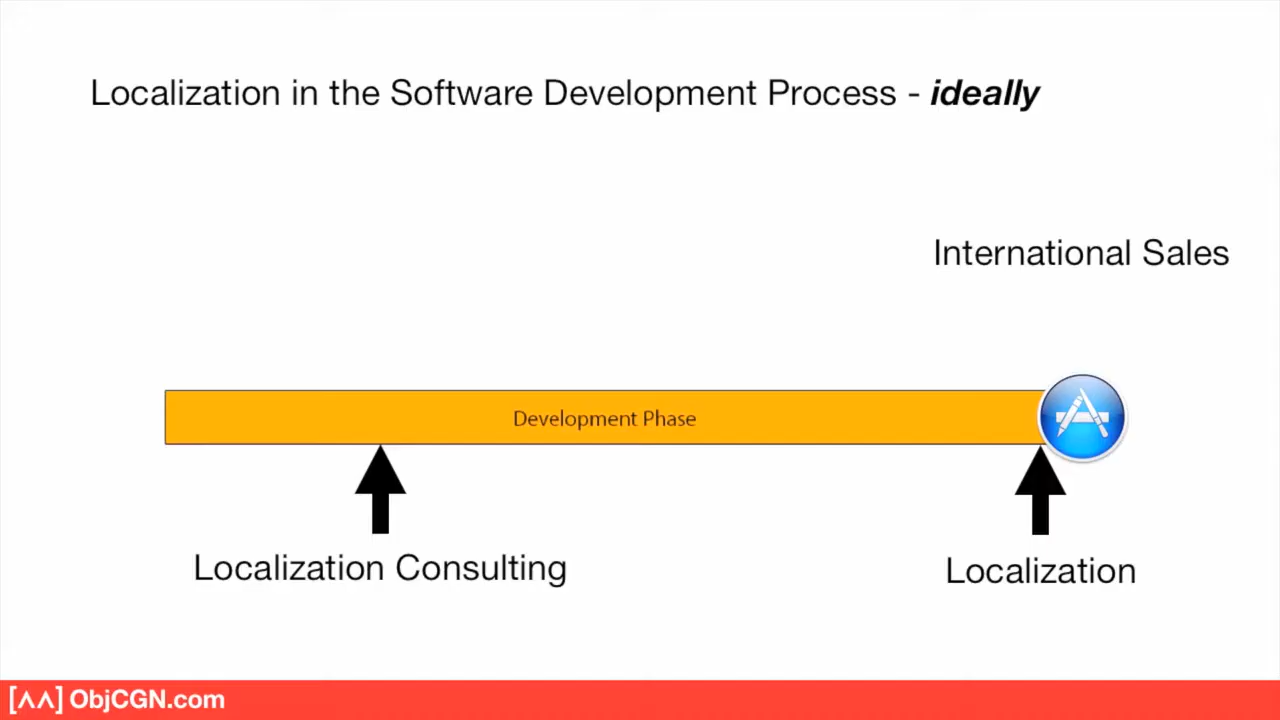 Localization in the Software Development Process - ideally
International Sales
Development Phase
Localization Consulting
Localization
[ʌʌ] ObjCGN.com